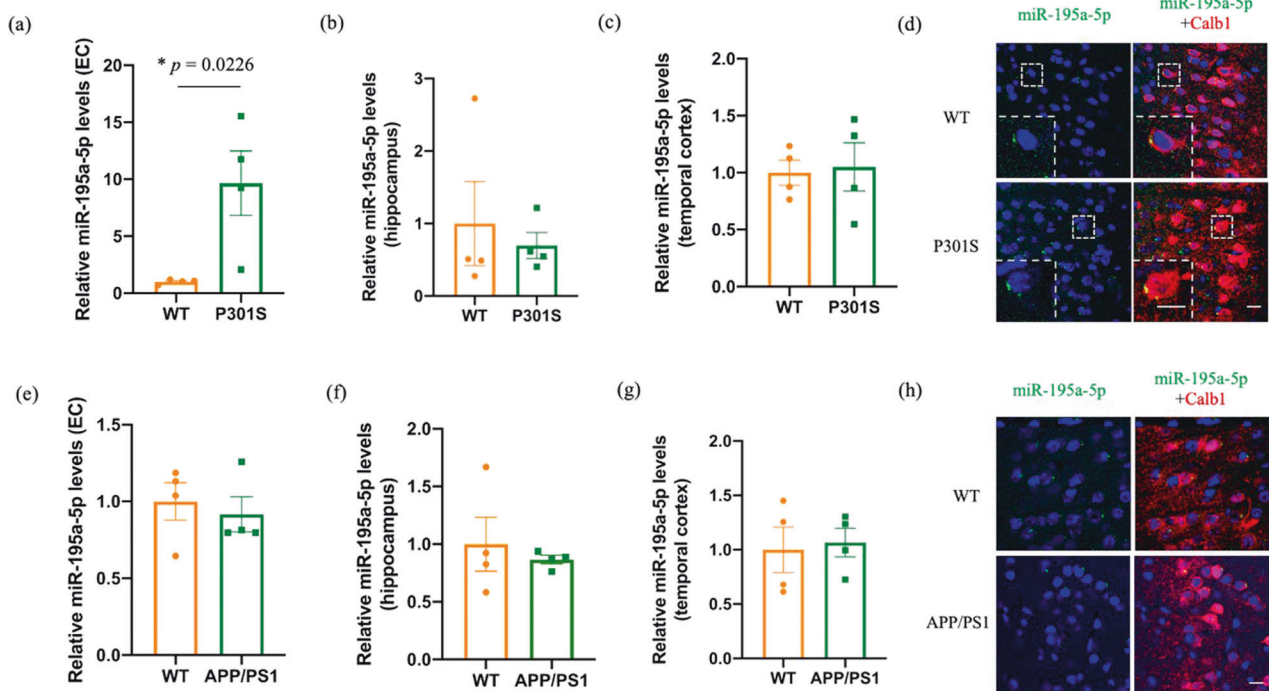 (a)
Relative miR-195a-5p levels (EC)
* p = 0.0226
20
15
10
5
0
WT
P301S
(b)
Relative miR-195a-5p levels
(hippocampus)
3
2
1
0
WT
P301S
(c)
Relative miR-195a-5p levels
(temporal cortex)
2.0
1.5
1.0
0.5
0.0
WT
P301S
(d)
miR-195a-5p
miR-195a-5p
+Calb1
WT
P301S
(e)
Relative miR-195a-5p levels (EC)
1.5
1.0
0.5
0.0
WT
APP/PS1
(f)
Relative miR-195a-5p levels
(hippocampus)
2.0
1.5
1.0
0.5
0.0
WT
APP/PS1
(g)
Relative miR-195a-5p levels
(temporal cortex)
2.0
1.5
1.0
0.5
0.0
WT
APP/PS1
(h)
miR-195a-5p
miR-195a-5p
+Calb1
WT
APP/PS1